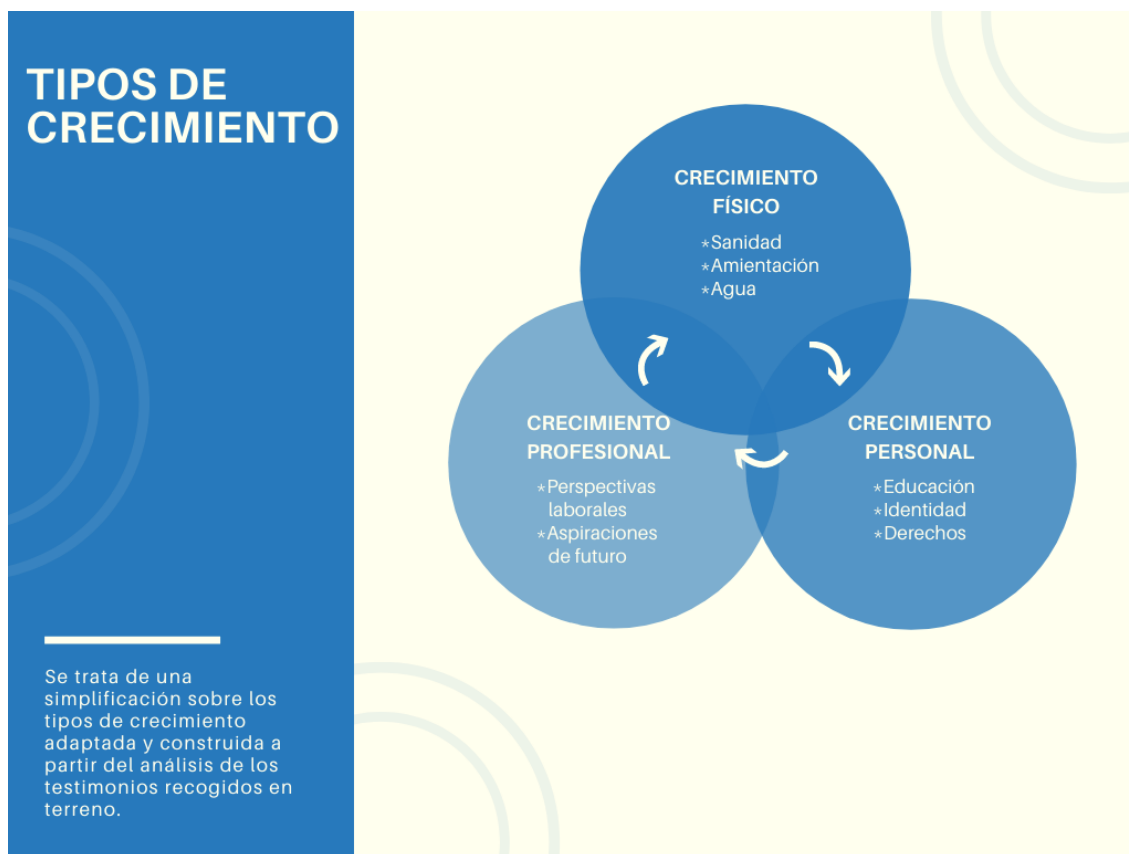 TIPOS DE
CRECIMIENTO
CRECIMIENTO
FÍSICO
*Sanidad
*Amientación
*Agua
CRECIMIENTO
PROFESIONAL
*Perspectivas
laborales
*Aspiraciones
de futuro
CRECIMIENTO
PERSONAL
*Educación
*Identidad
*Derechos
Se trata de una
simplificación sobre los
tipos de crecimiento
adaptada y construida a
partir del análisis de los
testimonios recogidos en
terreno.